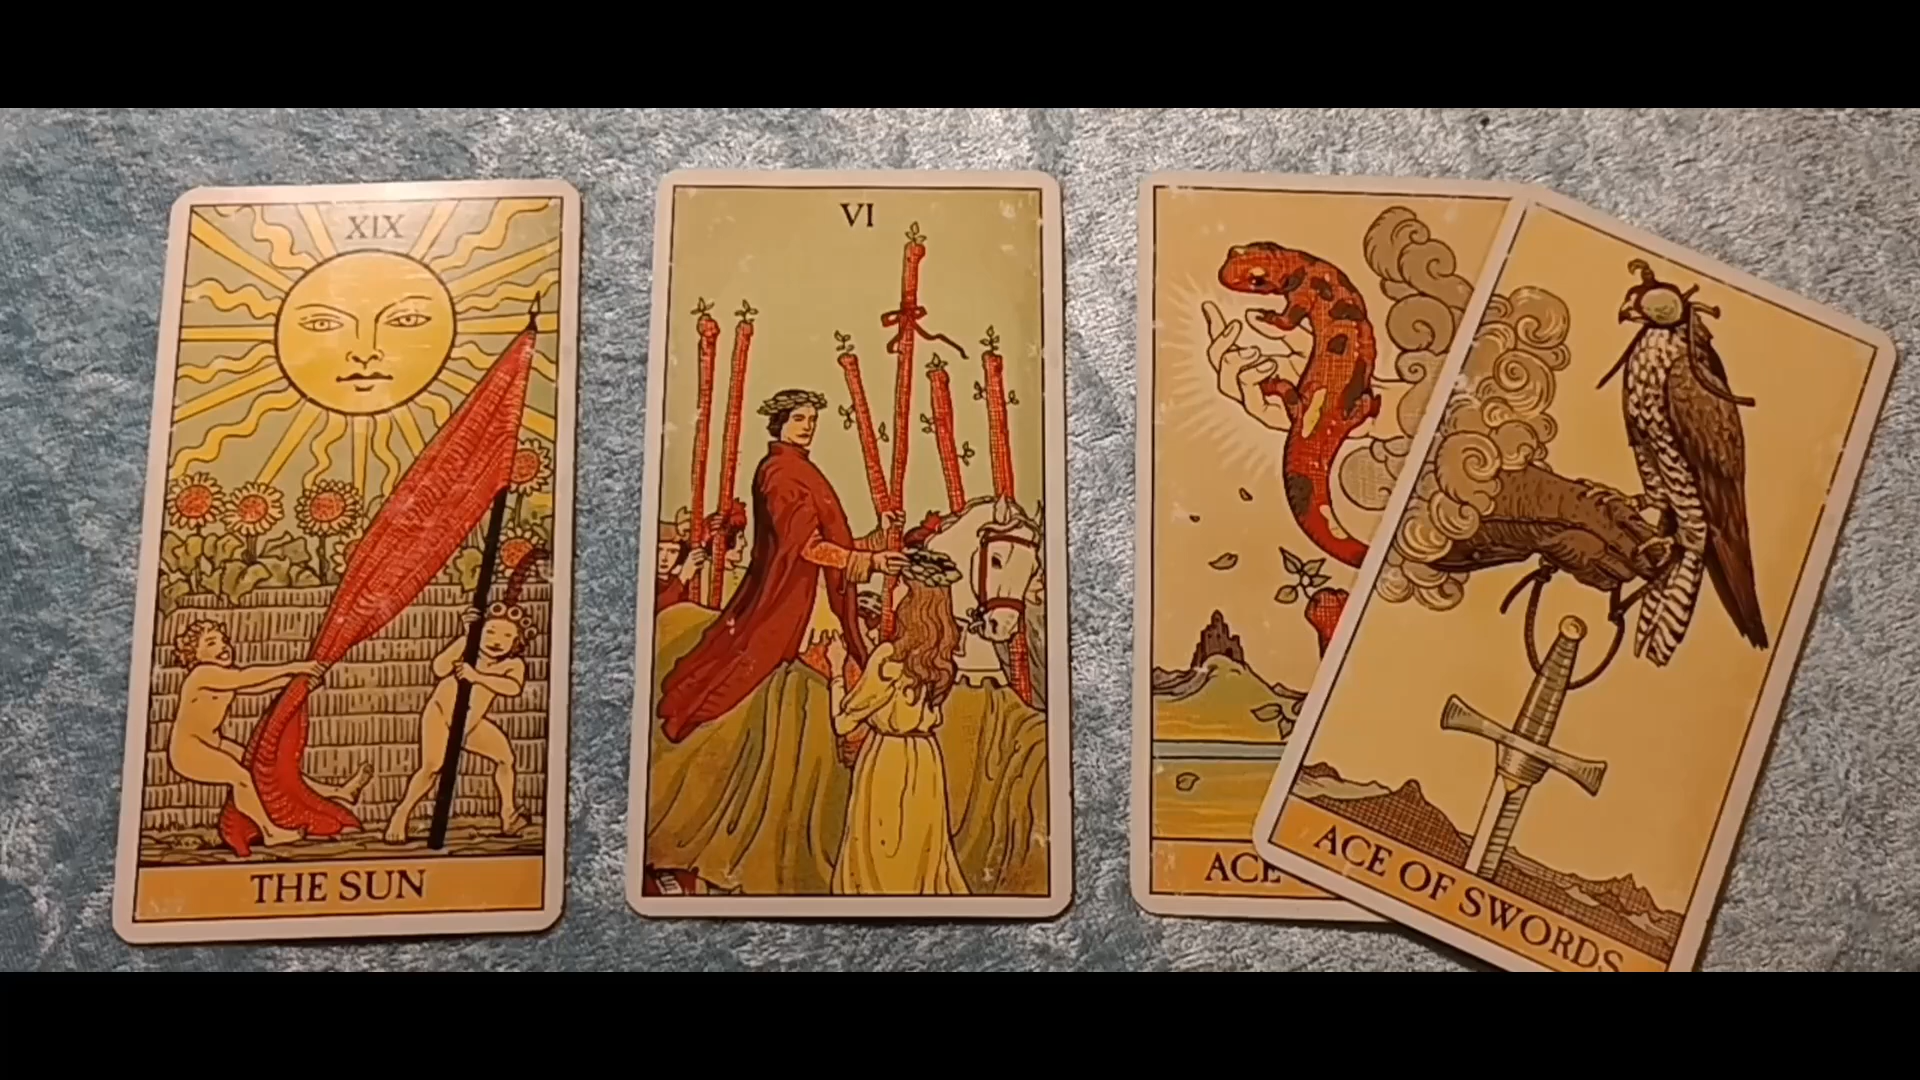 XIX
THE SUN
VI
ACE
ACE OF SWORDS